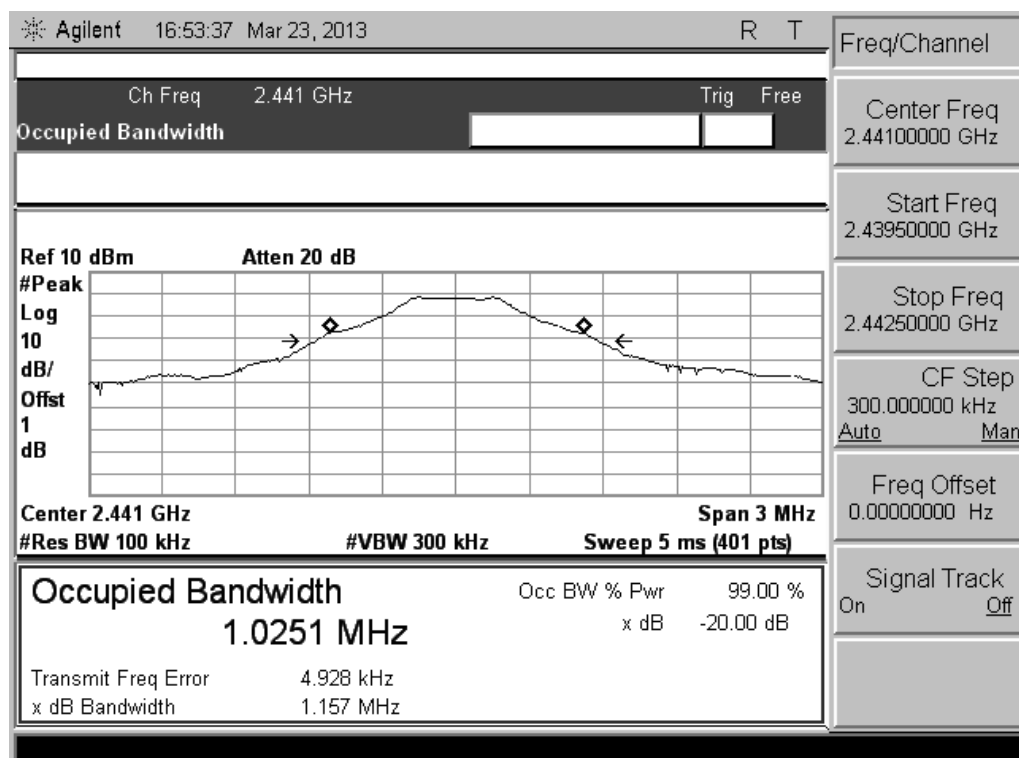 Agilent 16:53:37 Mar 23, 2013 R T
Ch Freq 2.441 GHz Trig Free
Occupied Bandwidth
Ref 10 dBm Atten 20 dB
#Peak
Log
10
dB/
Offst
1
dB
Center 2.441 GHz Span 3 MHz
#Res BW 100 kHz #VBW 300 kHz Sweep 5 ms (401 pts)
Occupied Bandwidth Occ BW % Pwr 99.00 %
1.0251 MHz x dB -20.00 dB
Transmit Freq Error 4.928 kHz
x dB Bandwidth 1.157 MHz
Freq/Channel
Center Freq
2.44100000 GHz
Start Freq
2.43950000 GHz
Stop Freq
2.44250000 GHz
CF Step
300.000000 kHz
Auto Man
Freq Offset
0.00000000 Hz
Signal Track
On Off